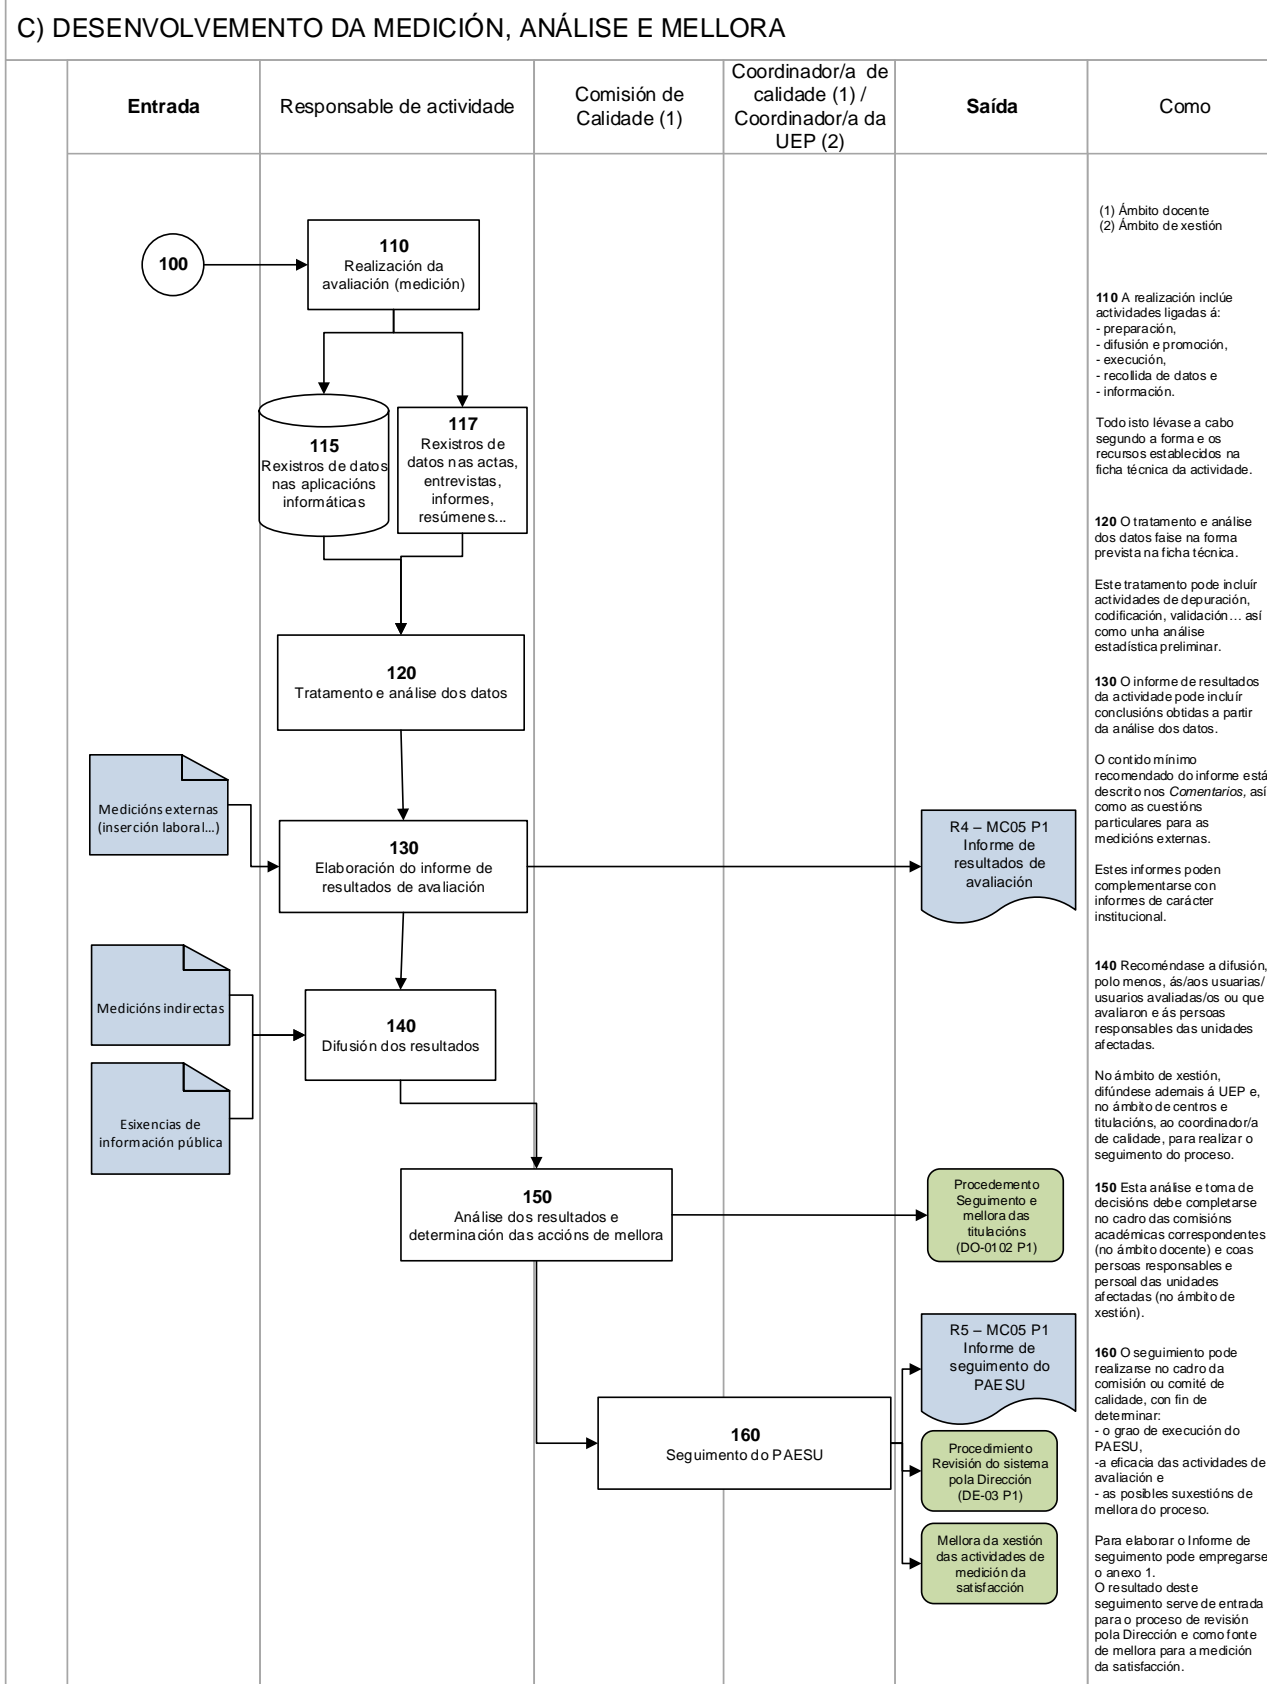 C) DESENVOLVEMENTO DA MEDICIÓN, ANÁLISE E MELLORA
Entrada
Responsable de actividade
Comisión de
Calidade (1)
Coordinador/a de
calidade (1) /
Coordinador/a da
UEP (2)
Saída
Como
100
110
Realización da
avaliación (medición)
115
Rexistros de datos
nas aplicacións
informáticas
117
Rexistros de
datos nas actas,
entrevistas,
informes,
resúmenes...
120
Tratamento e análise dos datos
Medicións externas
(inserción laboral...)
130
Elaboración do informe de
resultados de avaliación
R4 – MC05 P1
Informe de
resultados de
avaliación
Medicións indirectas
Esixencias de
información pública
140
Difusión dos resultados
150
Análise dos resultados e
determinación das accións de mellora
Procedemento
Seguimento e
mellora das
titulacións
(DO-0102 P1)
160
Seguimento do PAESU
R5 – MC05 P1
Informe de
seguimento do
PAESU
Procedimiento
Revisión do sistema
pola Dirección
(DE-03 P1)
Mellora da xestión
das actividades de
medición da
satisfacción
(1) Ámbito docente
(2) Ámbito de xestión
110 A realización inclúe
actividades ligadas á:
- preparación,
- difusión e promoción,
- execución,
- recollida de datos e
- información.
Todo isto lévase a cabo
segundo a forma e os
recursos establecidos na
ficha técnica da actividade.
120 O tratamento e análise
dos datos faise na forma
prevista na ficha técnica.
Este tratamento pode incluír
actividades de depuración,
codificación, validación... así
como unha análise
estadística preliminar.
130 O informe de resultados
da actividade pode incluír
conclusións obtidas a partir
da análise dos datos.
O contido mínimo
recomendado do informe está
descrito nos Comentarios, así
como as cuestións
particulares para as
medicións externas.
Estes informes poden
complementarse con
informes de carácter
institucional.
140 Recoméndase a difusión,
polo menos, ás/aos usuarias/
usuarios avaliadas/os ou que
avaliaron e ás persoas
responsables das unidades
afectadas.
No ámbito de xestión,
difúndese ademais á UEP e,
no ámbito de centros e
titulacións, ao coordinador/a
de calidade, para realizar o
seguimento do proceso.
150 Esta análise e toma de
decisións debe completarse
no cadro das comisións
académicas correspondentes
(no ámbito docente) e coas
persoas responsables e
persoal das unidades
afectadas (no ámbito de
xestión).
160 O seguimiento pode
realizarse no cadro da
comisión ou comité de
calidade, con fin de
determinar:
- o grao de execución do
PAESU,
-a eficacia das actividades de
avaliación e
- as posibles suxestións de
mellora do proceso.
Para elaborar o Informe de
seguimento pode empregarse
o anexo 1.
O resultado deste
seguimento serve de entrada
para o proceso de revisión
pola Dirección e como fonte
de mellora para a medición
da satisfacción.